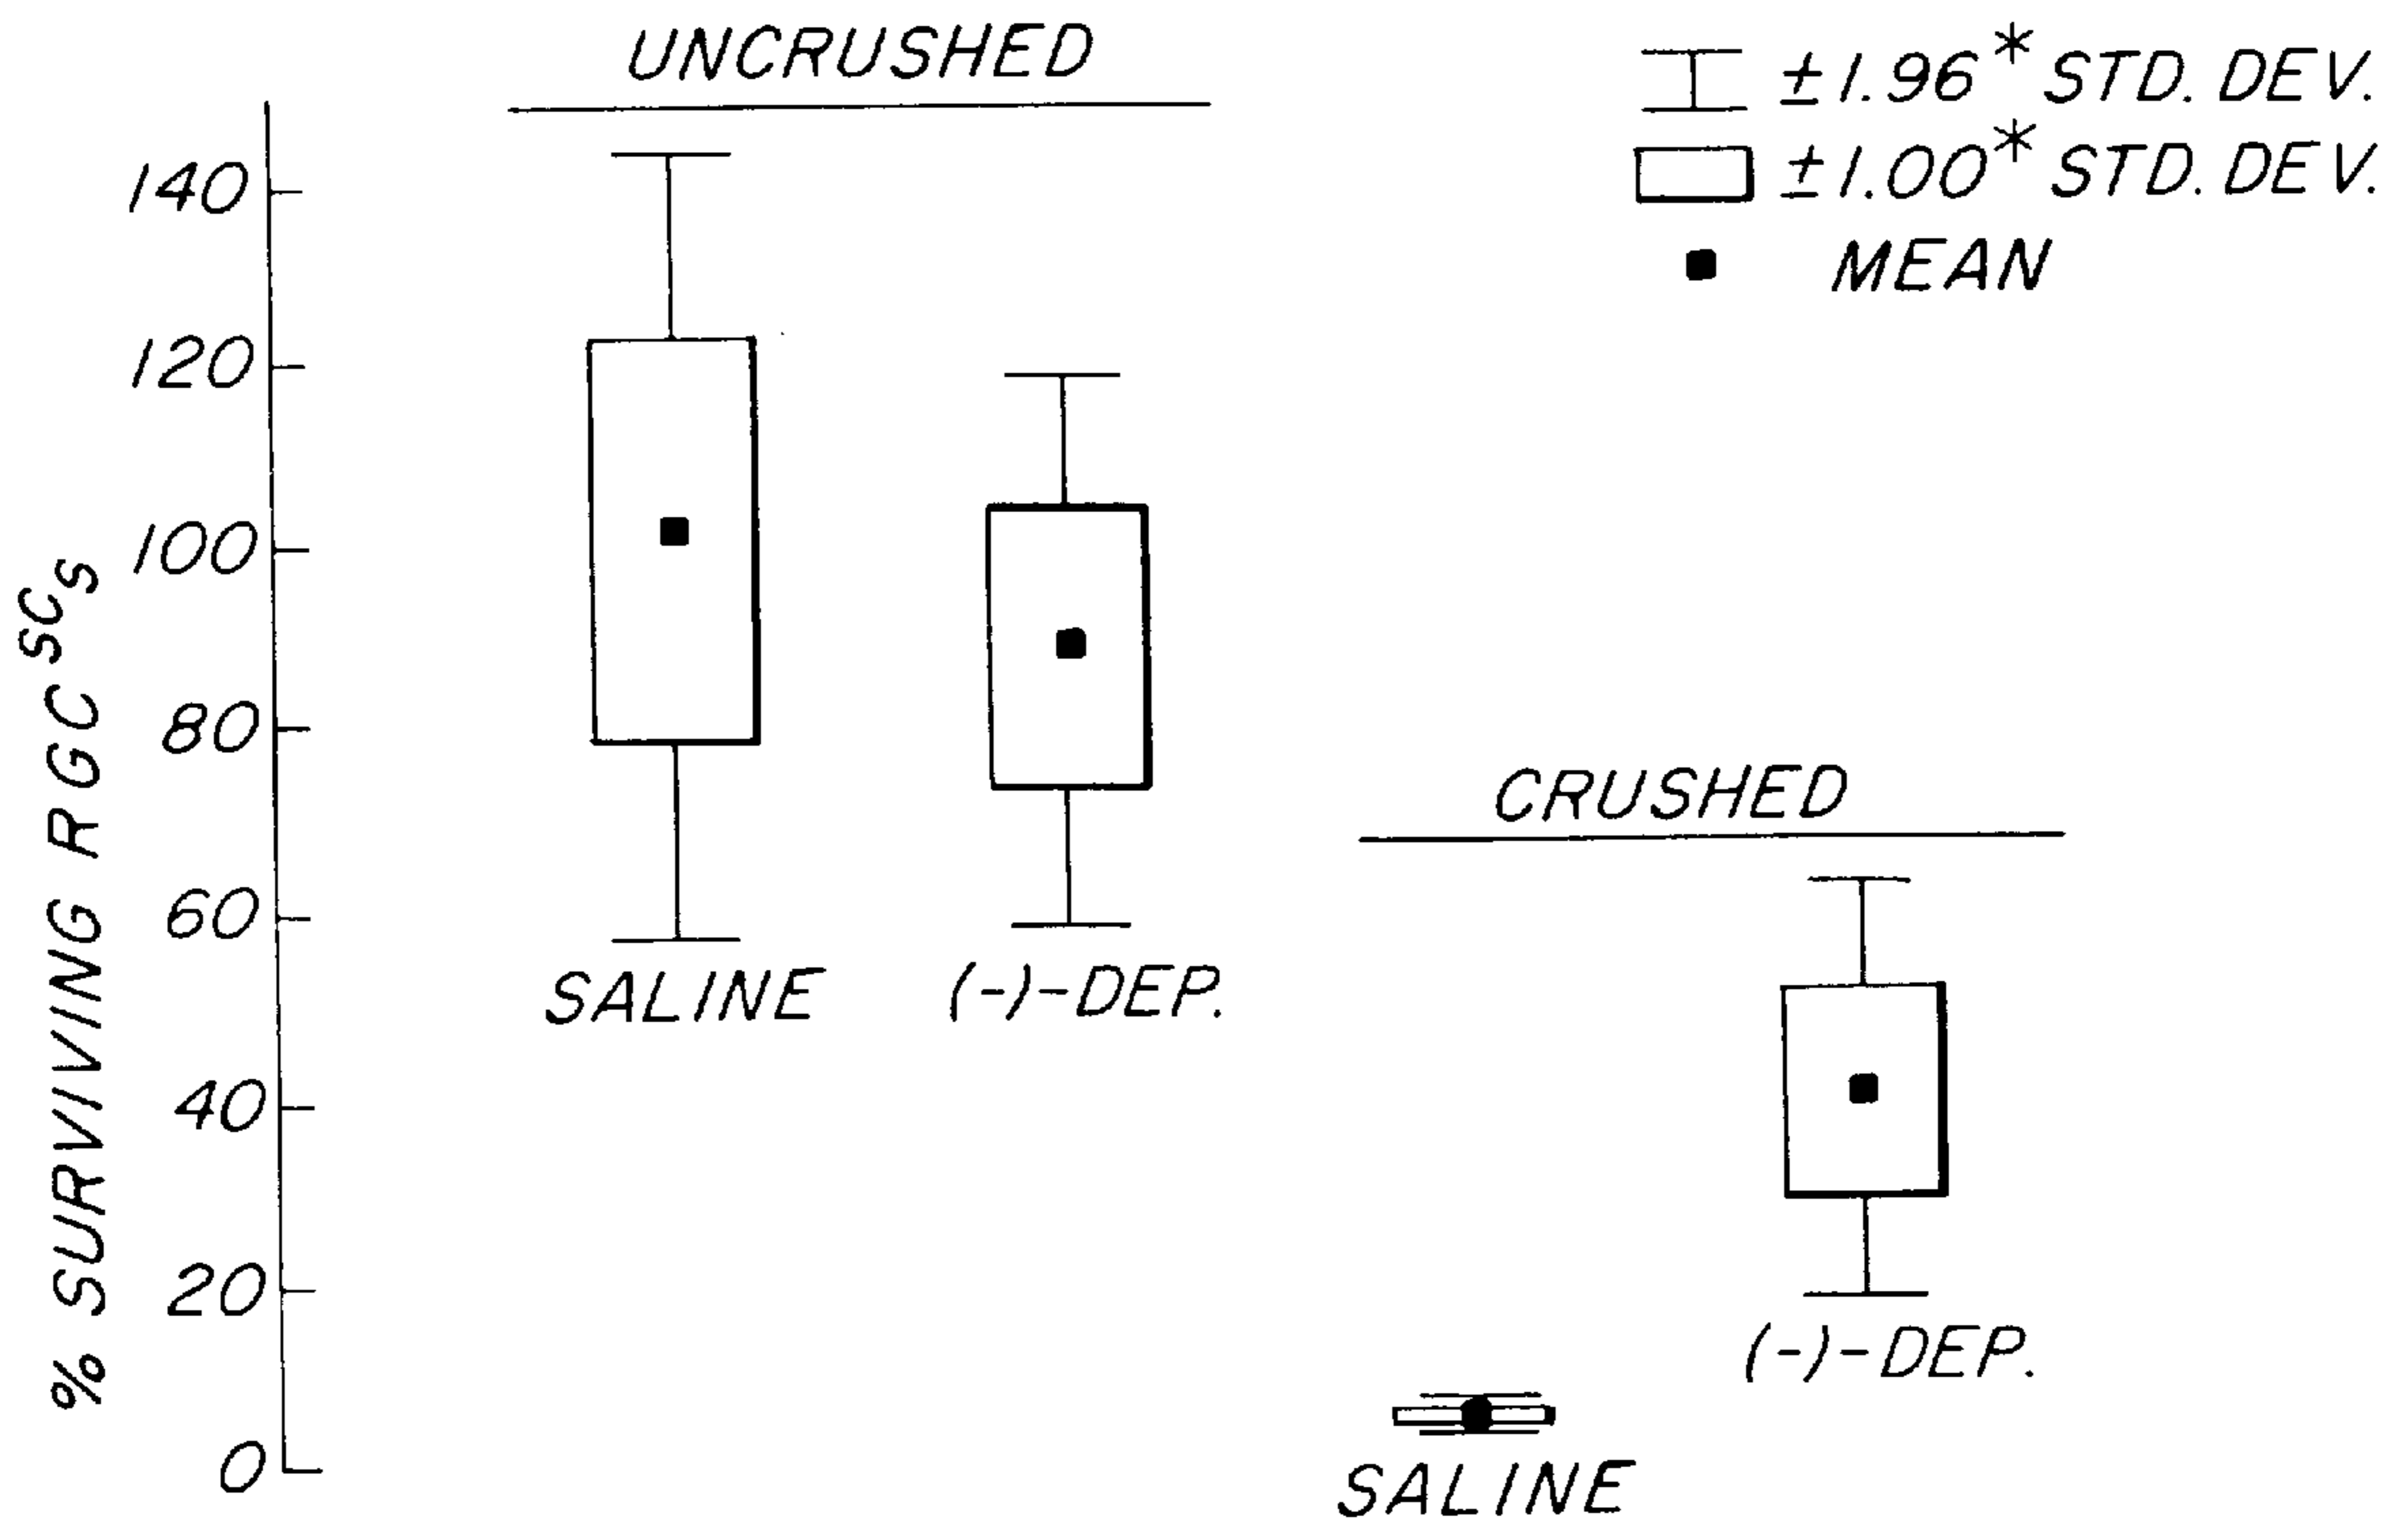 UNCRUSHED
±1.96* STD. DEV.
±1.00* STD. DEV.
MEAN
140
120
100
80
60
40
20
0
% SURVIVING RGC SCs
SALINE
(-)-DEP.
CRUSHED
(-)-DEP.
SALINE